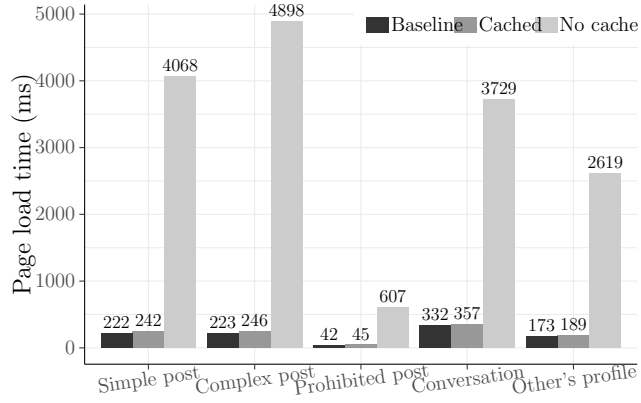 Baseline Cached No cache
Page load time (ms)
5000
4000
3000
2000
1000
0
222 242 4068
223 246 4898
42 45 607
332 357 3729
173 189 2619
Simple post
Complex post
Prohibited post
Conversation
Other's profile